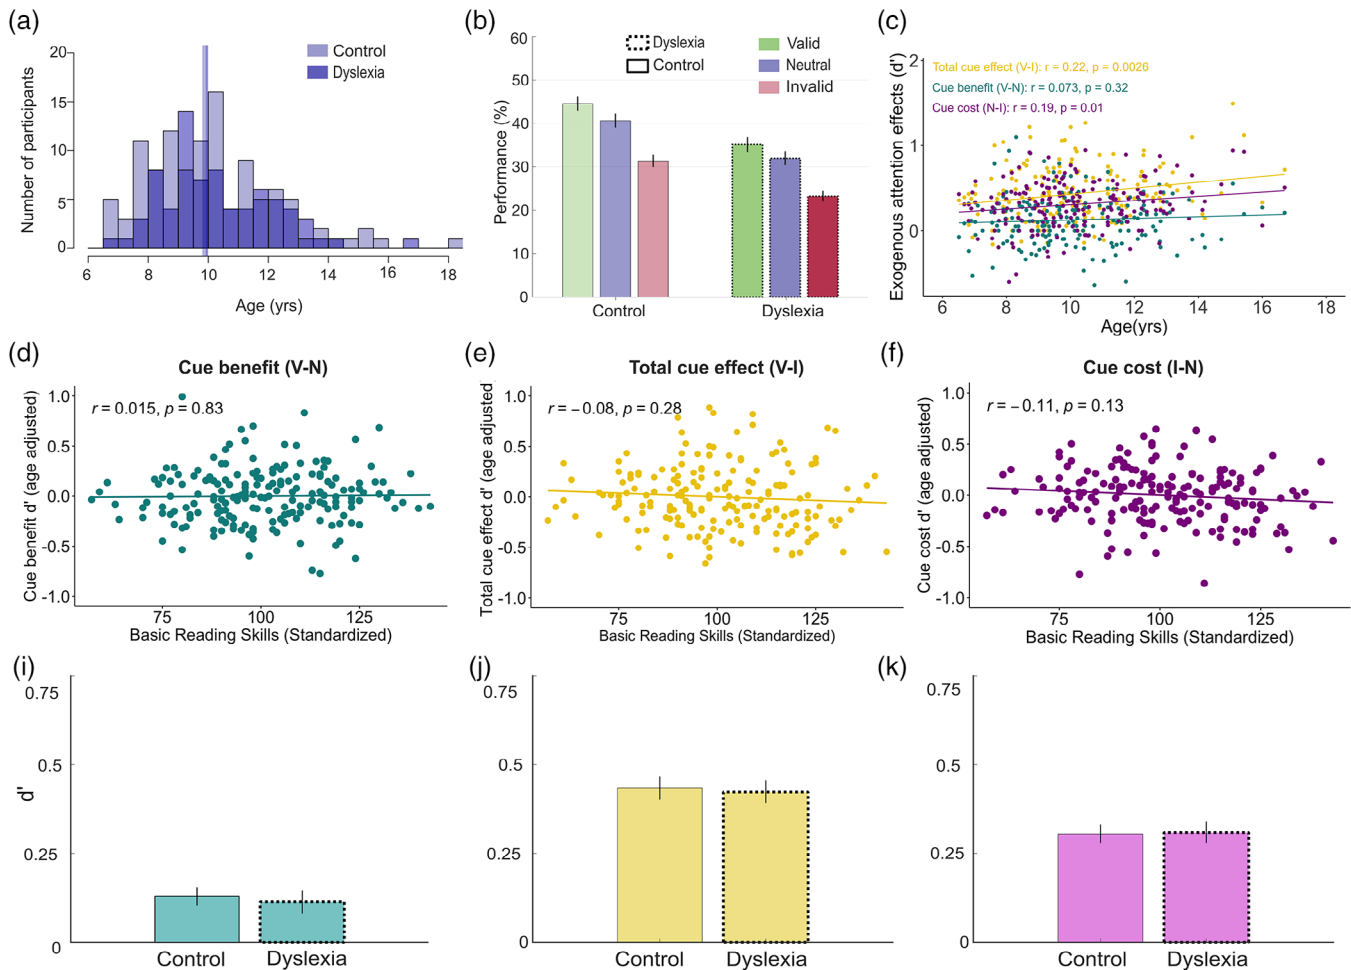 (a)
Number of participants
20
15
10
5
0
6 8 10 12 14 16 18
Age (yrs)
Control
Dyslexia
(b)
Performance (%)
60
50
40
30
20
10
0
Dyslexia
Control
Valid
Neutral
Invalid
Control Dyslexia
(c)
Exogenous attention effects (d')
2
1
0
Total cue effect (V-I): r = 0.22, p = 0.0026
Cue benefit (V-N): r = 0.073, p = 0.32
Cue cost (N-I): r = 0.19, p = 0.01
6 8 10 12 14 16 18
Age(yrs)
(d)
Cue benefit (V-N)
Cue benefit d' (age adjusted)
1.0
0.5
0.0
-0.5
-1.0
r = 0.015, p = 0.83
75 100 125
Basic Reading Skills (Standardized)
(e)
Total cue effect (V-I)
Total cue effect d' (age adjusted
1.0
0.5
0.0
-0.5
-1.0
r = −0.08, p = 0.28
75 100 125
Basic Reading Skills (Standardized)
(f)
Cue cost (I-N)
Cue cost d' (age adjusted)
1.0
0.5
0.0
-0.5
-1.0
r = −0.11, p = 0.13
75 100 125
Basic Reading Skills (Standardized)
(i)
d'
0.75
0.5
0.25
0
Control Dyslexia
(j)
0.75
0.5
0.25
0
Control Dyslexia
(k)
0.75
0.5
0.25
0
Control Dyslexia